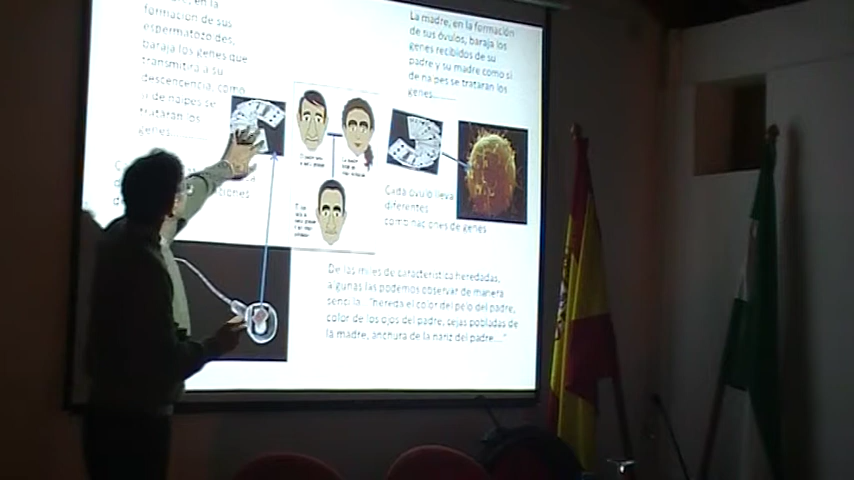 en la
formación de sus
espermatozoides,
baraja los genes que
transmitirá a su
descencencia, como
si de naipes se
trataran los
genes.........
La madre, en la formación
de sus óvulos, baraja los
genes recibidos de su
padre y su madre como si
de naipes se trataran los
genes.......
Cada óvulo lleva
diferentes
combinaciones de genes
De las miles de característica heredadas,
algunas las podemos observar de manera
sencilla: "hereda el color del pelo del padre,
color de los ojos del padre, cejas pobladas de
la madre, anchura de la nariz del padre...."